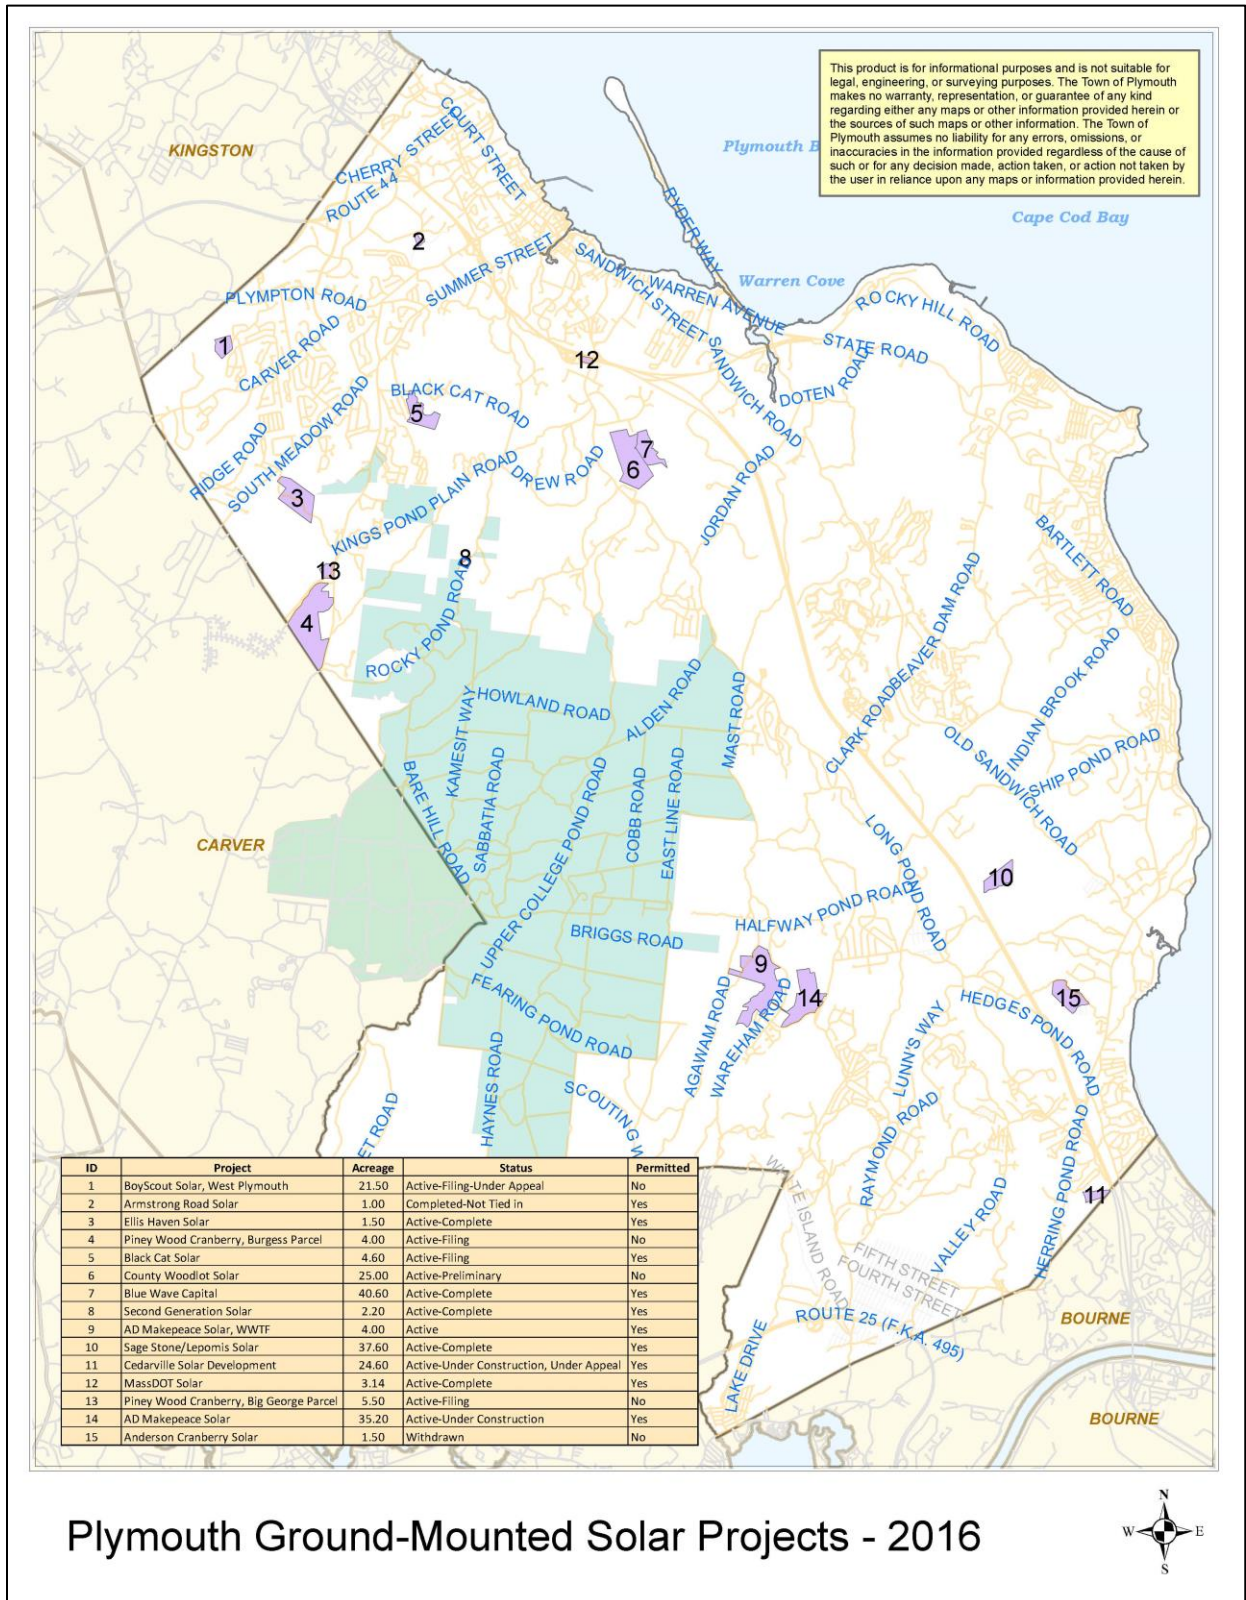 This product is for informational purposes and is not suitable for
legal, engineering, or surveying purposes. The Town of Plymouth
makes no warranty, representation, or guarantee of any kind
regarding either any maps or other information provided herein or
the sources of such maps or other information. The Town of
Plymouth assumes no liability for any errors, omissions, or
inaccuracies in the information provided regardless of the cause of
such or for any decision made, action taken, or action not taken by
the user in reliance upon any maps or information provided herein.
KINGSTON
Plymouth B
Cape Cod Bay
Warren Cove
COURT STREET
CHERRY STREET
ROUTE 44
RYDER WAY
2
SUMMER STREET
SANDWICH STREET
WARREN AVENUE
ROCKY HILL ROAD
PLYMPTON ROAD
STATE ROAD
1
CARVER ROAD
12
SANDWICH ROAD
DOTEN ROAD
BLACK CAT ROAD
5
SOUTH MEADOW ROAD
RIDGE ROAD
7
6
DREW ROAD
KINGS POND PLAIN ROAD
JORDAN ROAD
3
BARTLETT ROAD
8
13
4
ROCKY POND ROAD
BEAVER DAM ROAD
CLARK ROAD
INDIAN BROOK ROAD
HOWLAND ROAD
ALDEN ROAD
MAST ROAD
KAMESIT WAY
OLD SANDWICH ROAD
SHIP POND ROAD
BARE HILL ROAD
SABBATIA ROAD
UPPER COLLEGE POND ROAD
COBB ROAD
EAST LINE ROAD
LONG POND ROAD
CARVER
10
HALFWAY POND ROAD
BRIGGS ROAD
9
14
15
FEARING POND ROAD
AGAWAM ROAD
WAREHAM ROAD
LUNN'S WAY
HEDGES POND ROAD
HAYNES ROAD
SCOUTING W
ET ROAD
RAYMOND ROAD
HERRING POND ROAD
11
WHITE ISLAND ROAD
VALLEY ROAD
FIFTH STREET
FOURTH STREET
ROUTE 25 (F.K.A. 495)
LAKE DRIVE
BOURNE
BOURNE
ID Project Acreage Status Permitted
1 BoyScout Solar, West Plymouth 21.50 Active-Filing-Under Appeal No
2 Armstrong Road Solar 1.00 Completed-Not Tied in Yes
3 Ellis Haven Solar 1.50 Active-Complete Yes
4 Piney Wood Cranberry, Burgess Parcel 4.00 Active-Filing No
5 Black Cat Solar 4.60 Active-Filing Yes
6 County Woodlot Solar 25.00 Active-Preliminary No
7 Blue Wave Capital 40.60 Active-Complete Yes
8 Second Generation Solar 2.20 Active-Complete Yes
9 AD Makepeace Solar, WWTF 4.00 Active Yes
10 Sage Stone/Lepomis Solar 37.60 Active-Complete Yes
11 Cedarville Solar Development 24.60 Active-Under Construction, Under Appeal Yes
12 MassDOT Solar 3.14 Active-Complete Yes
13 Piney Wood Cranberry, Big George Parcel 5.50 Active-Filing No
14 AD Makepeace Solar 35.20 Active-Under Construction Yes
15 Anderson Cranberry Solar 1.50 Withdrawn No
Plymouth Ground-Mounted Solar Projects - 2016
N
W E
S